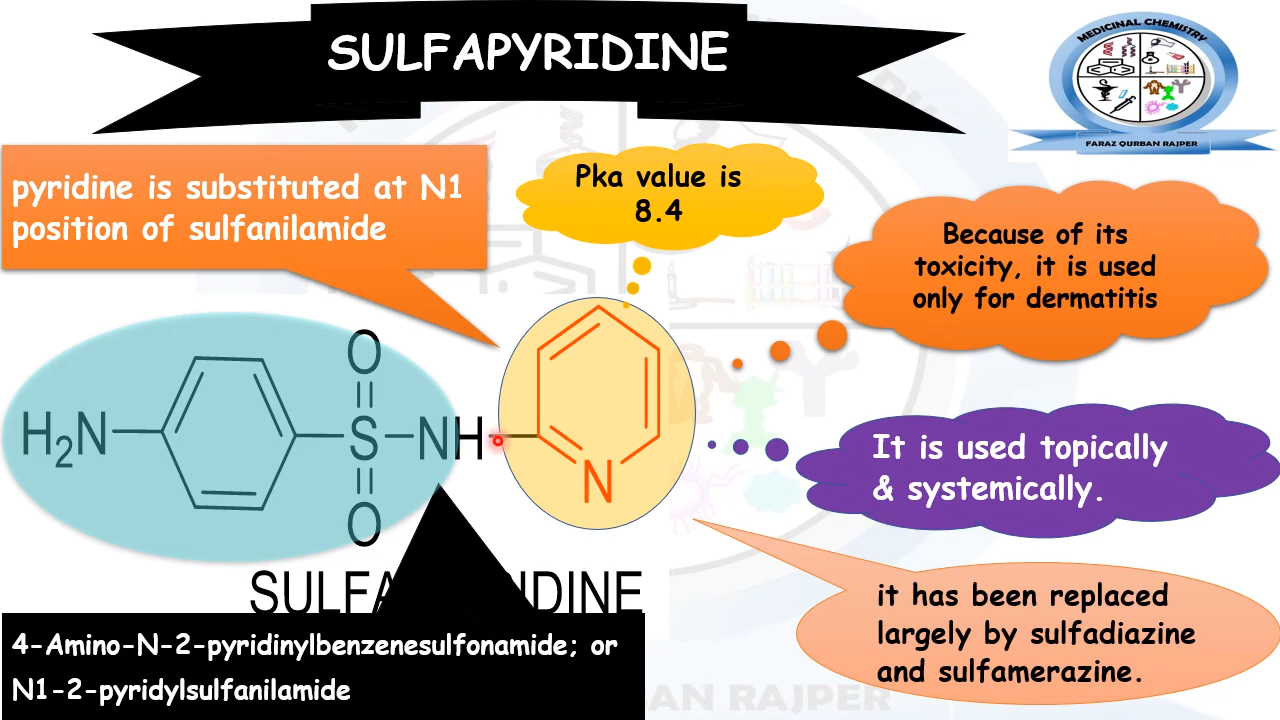 SULFAPYRIDINE
MEDICINAL CHEMISTRY
FARAZ QURBAN RAJPER
pyridine is substituted at N1
position of sulfanilamide
Pka value is
8.4
Because of its
toxicity, it is used
only for dermatitis
O
H2N
S
NH
O
N
It is used topically
& systemically.
it has been replaced
largely by sulfadiazine
and sulfamerazine.
4-Amino-N-2-pyridinylbenzenesulfonamide; or
N1-2-pyridylsulfanilamide